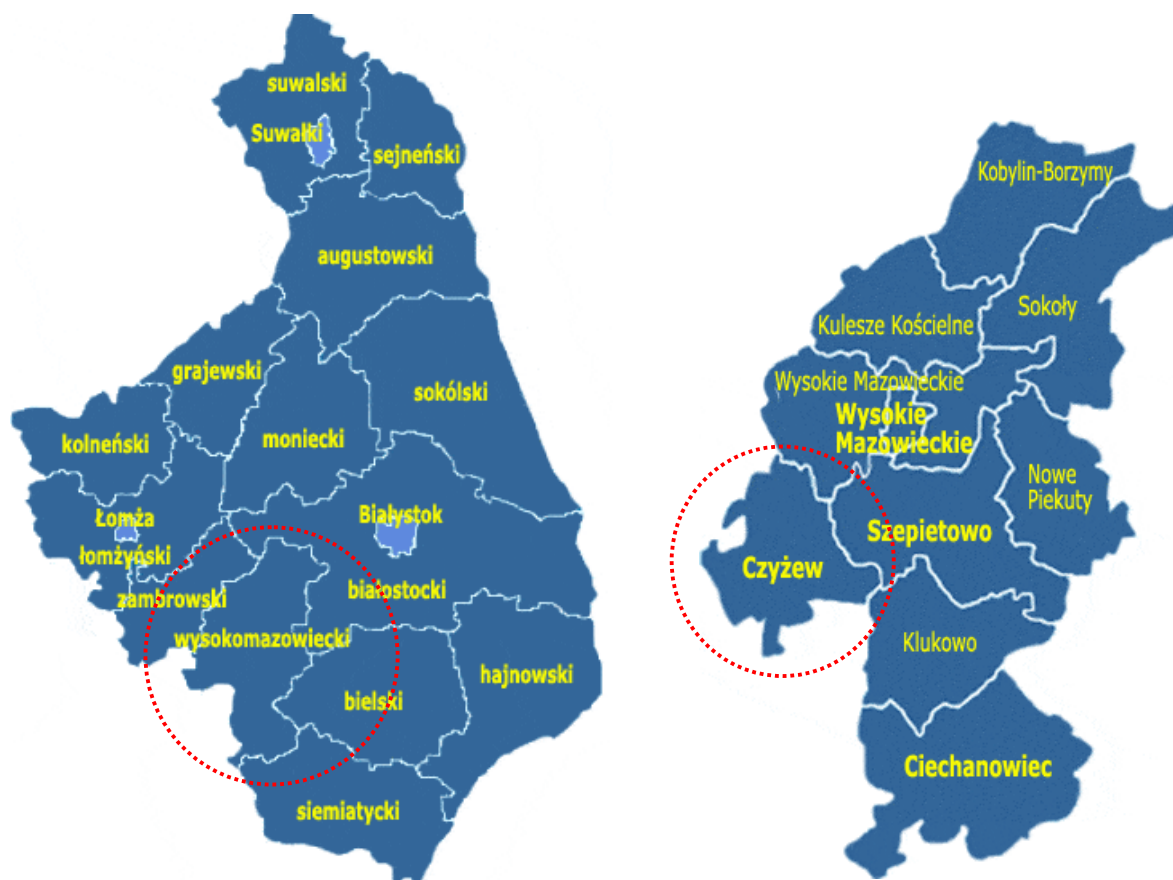 suwalski
Suwałki
sejneński
augustowski
grajewski
sokólski
kolneński
moniecki
Łomża
Białystok
łomżyński
zambrowski
białostocki
wysokomazowiecki
hajnowski
bielski
siemiatycki
Kobylin-Borzymy
Sokoły
Kulesze Kościelne
Wysokie Mazowieckie
Wysokie
Mazowieckie
Nowe
Piekuty
Szepietowo
Czyżew
Klukowo
Ciechanowiec